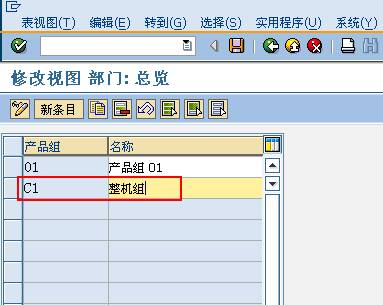 表视图(T) 编辑(E) 转到(G) 选择(S) 实用程序(U) 系统(Y)
修改视图 部门: 总览
新条目
产品组 名称
01 产品组 01
C1 整机组